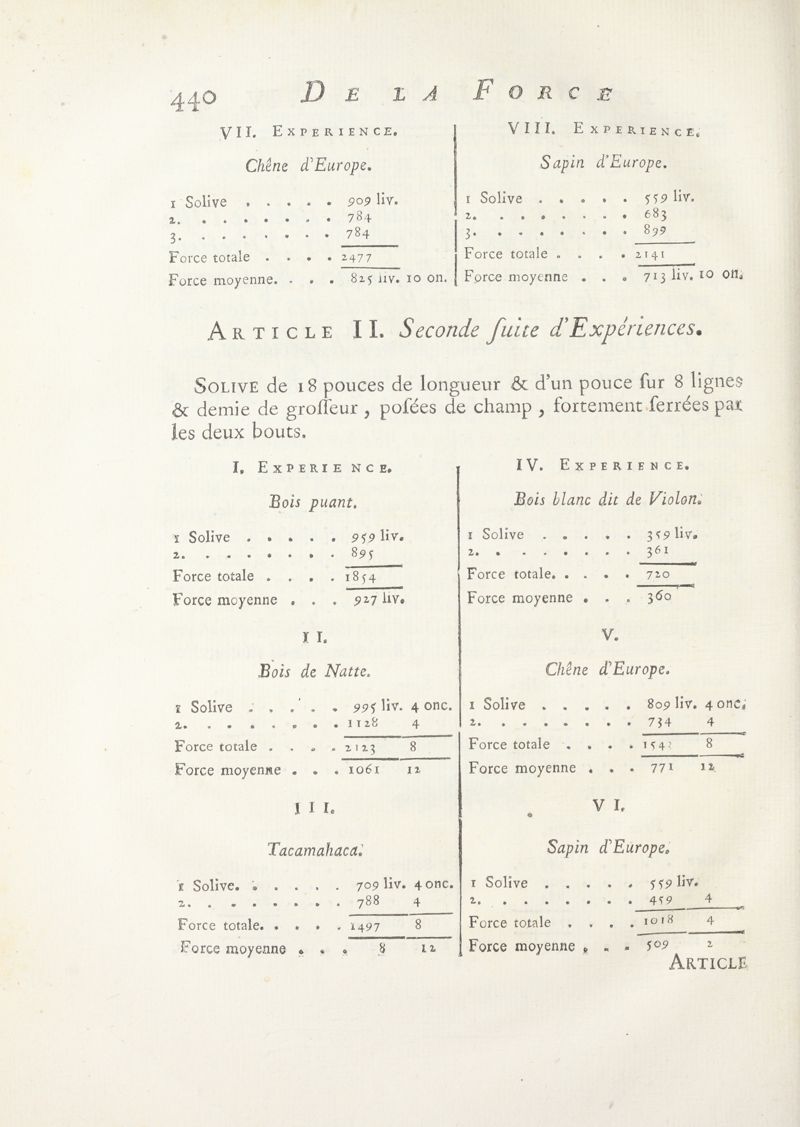 440 DE LA FORCE
VII. EXPERIENCE.
Chêne d'Europe.
1 Solive . . . . . 909 liv.
2. . . . . . . . 784
3. . . . . . . . 784
Force totale . . . . 2477
Force moyenne. . . . 825 liv. 10 on.
VIII. EXPERIENCE.
Sapin d'Europe.
1 Solive . . . . . 559 liv.
2. . . . . . . . 683
3. . . . . . . . 899
Force totale . . . . 2141
Force moyenne . . . 713 liv. 10 on.
ARTICLE II. Seconde ſuite d'Expériences.
SOLIVE de 18 pouces de longueur & d'un pouce ſur 8 lignes
& demie de groſſeur, poſées de champ, fortement ferrées par
les deux bouts.
I. EXPERIENCE.
Bois puant.
1 Solive . . . . . 959 liv.
2. . . . . . . . 895
Force totale . . . . 1854
Force moyenne . . . 927 liv.
II.
Bois de Natte.
1 Solive . . . . . 995 liv. 4 onc.
2. . . . . . . . 1128 4
Force totale . . . . 2123 8
Force moyenne . . . 1061 12
III.
Tacamahaca.
1 Solive. . . . . . 709 liv. 4 onc.
2. . . . . . . . 788 4
Force totale. . . . . 1497 8
Force moyenne . . . 8 12
IV. EXPERIENCE.
Bois blanc dit de Violon.
1 Solive . . . . . 359 liv.
2. . . . . . . . 361
Force totale. . . . . 720
Force moyenne . . . 360
V.
Chêne d'Europe.
1 Solive . . . . . 809 liv. 4 onc.
2. . . . . . . . 734 4
Force totale . . . . 8
Force moyenne . . . 771 12
VI.
Sapin d'Europe.
1 Solive . . . . . 559 liv.
2. . . . . . . . 459 4
Force totale . . . . 1018 4
Force moyenne . . . 509 2
ARTICLE